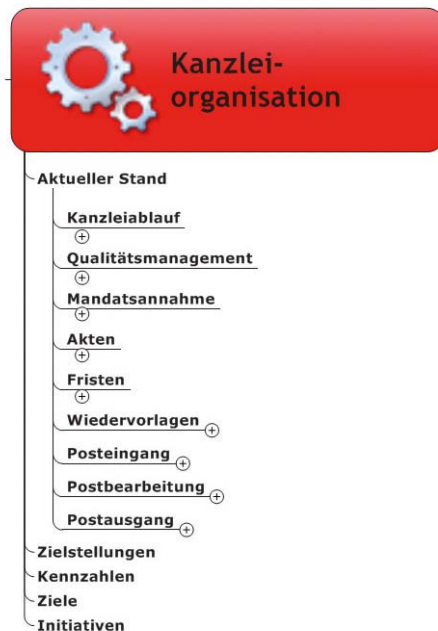 Kanzlei-
organisation
Aktueller Stand
Kanzleiablauf
Qualitätsmanagement
Mandatsannahme
Akten
Fristen
Wiedervorlagen
Posteingang
Postbearbeitung
Postausgang
Zielstellungen
Kennzahlen
Ziele
Initiativen